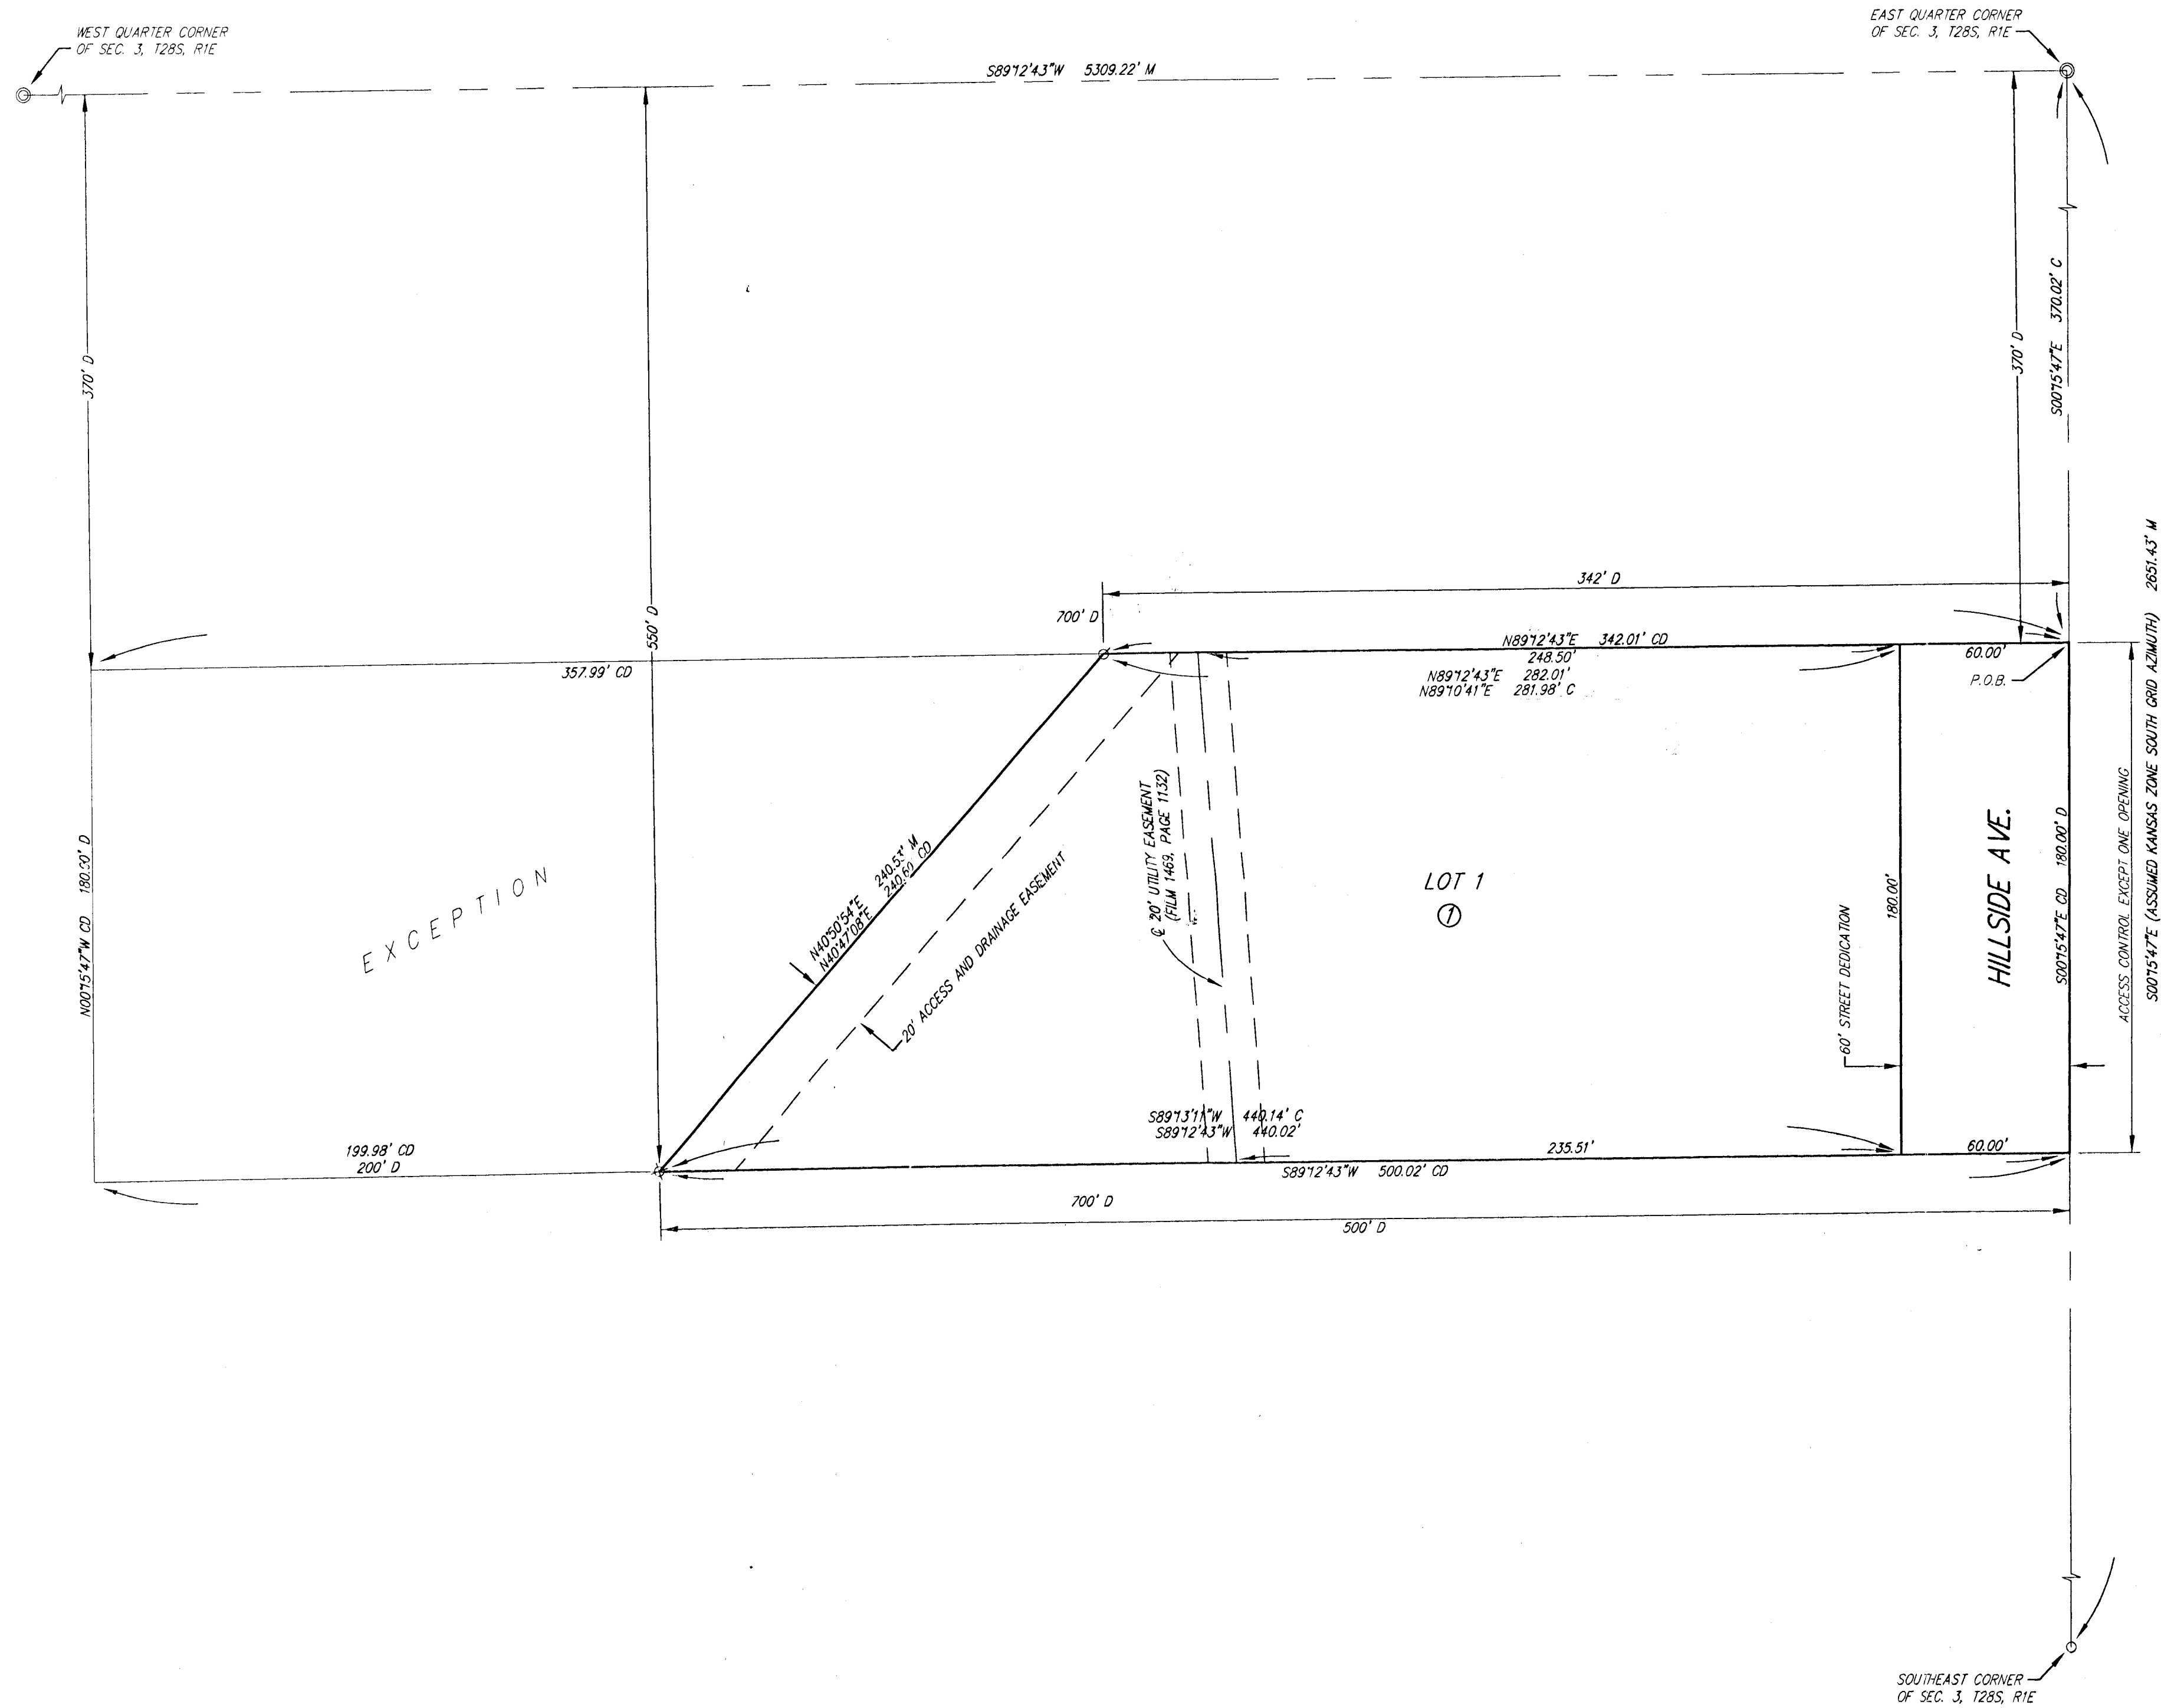 WEST QUARTER CORNER
OF SEC. 3, T28S, R1E
EAST QUARTER CORNER
OF SEC. 3, T28S, R1E
S89°12'43"W 5309.22' M
370' D
550' D
370' D
S00°15'47"E 370.02' C
S00°15'47"E (ASSUMED KANSAS ZONE SOUTH GRID AZIMUTH) 2651.43' M
342' D
700' D
N89°12'43"E 342.01' CD
248.50'
N89°12'43"E 282.01'
N89°10'41"E 281.98' C
60.00'
P.O.B.
357.99' CD
N00°15'47"W CD 180.00' D
EXCEPTION
N40°50'54"E 240.53' M
N40°47'08"E 240.60 CD
20' ACCESS AND DRAINAGE EASEMENT
℄ 20' UTILITY EASEMENT
(FILM 1469, PAGE 1132)
LOT 1
1
60' STREET DEDICATION
180.00'
HILLSIDE AVE.
S00°15'47"E CD 180.00' D
ACCESS CONTROL EXCEPT ONE OPENING
S89°13'11"W 440.14' C
S89°12'43"W 440.02'
235.51'
60.00'
199.98' CD
200' D
S89°12'43"W 500.02' CD
700' D
500' D
SOUTHEAST CORNER
OF SEC. 3, T28S, R1E